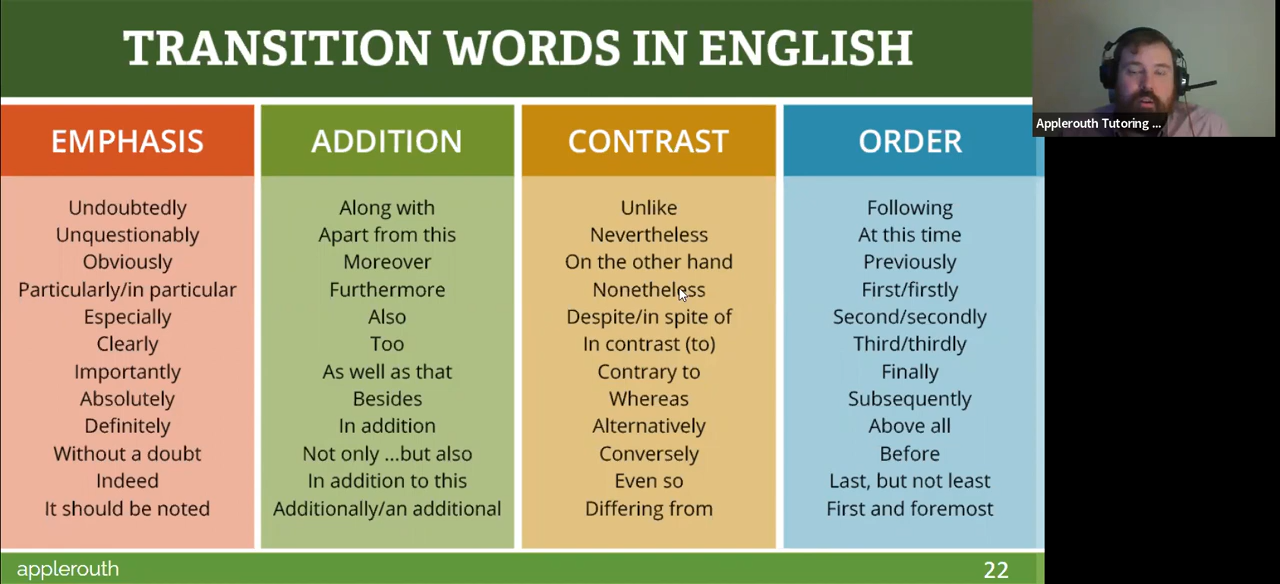 TRANSITION WORDS IN ENGLISH
Applerouth Tutoring ...
EMPHASIS
Undoubtedly
Unquestionably
Obviously
Particularly/in particular
Especially
Clearly
Importantly
Absolutely
Definitely
Without a doubt
Indeed
It should be noted
ADDITION
Along with
Apart from this
Moreover
Furthermore
Also
Too
As well as that
Besides
In addition
Not only ...but also
In addition to this
Additionally/an additional
CONTRAST
Unlike
Nevertheless
On the other hand
Nonetheless
Despite/in spite of
In contrast (to)
Contrary to
Whereas
Alternatively
Conversely
Even so
Differing from
ORDER
Following
At this time
Previously
First/firstly
Second/secondly
Third/thirdly
Finally
Subsequently
Above all
Before
Last, but not least
First and foremost
applerouth
22